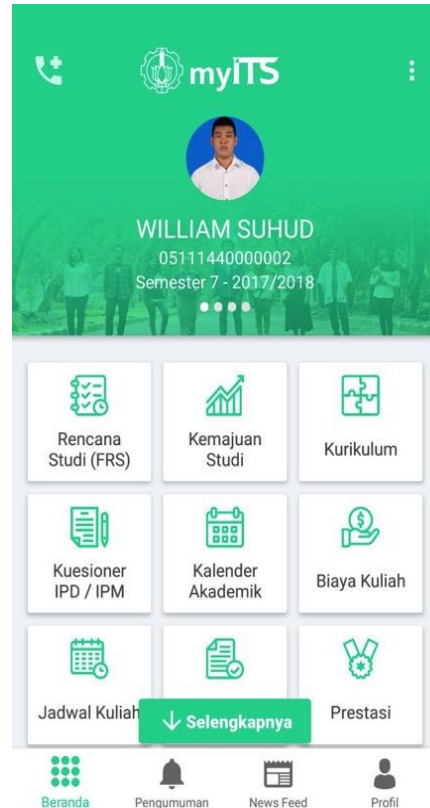 myITS
WILLIAM SUHUD
05111440000002
Semester 7 - 2017/2018
Rencana
Studi (FRS)
Kemajuan
Studi
Kurikulum
Kuesioner
IPD / IPM
Kalender
Akademik
Biaya Kuliah
Jadwal Kuliah
Selengkapnya
Prestasi
Beranda
Pengumuman
News Feed
Profil